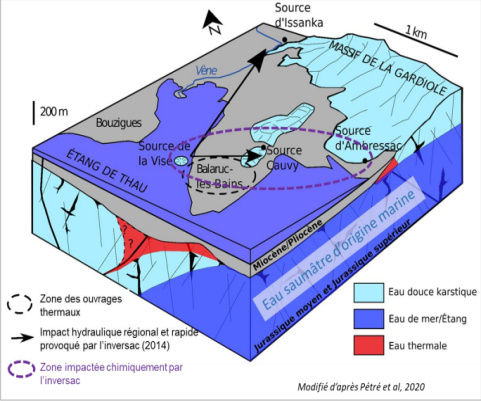 Source
d'Issanka
1 km
MASSIF DE LA GARDIOLE
Vène
200 m
Bouzigues
Source de
la Vise
Source
d'Ambressac
Source
Cauvy
Balaruc-
les-Bains
ÉTANG DE THAU
?
?
Miocène/Pliocène
Eau saumâtre d'origine marine
Jurassique moyen et Jurassique supérieur
Zone des ouvrages
thermaux
Impact hydraulique régional et rapide
provoqué par l'inversac (2014)
Zone impactée chimiquement par
l'inversac
Eau douce karstique
Eau de mer/Étang
Eau thermale
Modifié d'après Pétré et al, 2020
N